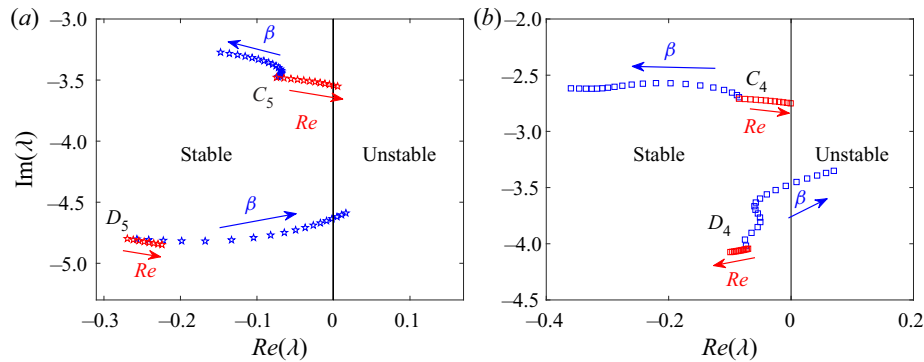 (a)
−3.0
−3.5
−4.0
−4.5
−5.0
Im(λ)
β
C5
Re
Stable
Unstable
D5
β
Re
−0.3
−0.2
−0.1
0
0.1
Re(λ)
(b)
−1.5
−2.0
−2.5
−3.0
−3.5
−4.0
−4.5
β
C4
Re
Stable
Unstable
β
D4
Re
−0.4
−0.2
0
0.2
Re(λ)